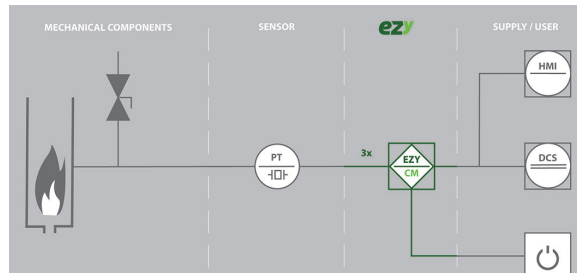 MECHANICAL COMPONENTS
SENSOR
ezy
SUPPLY / USER
HMI
PT
3x
EZY
CM
DCS